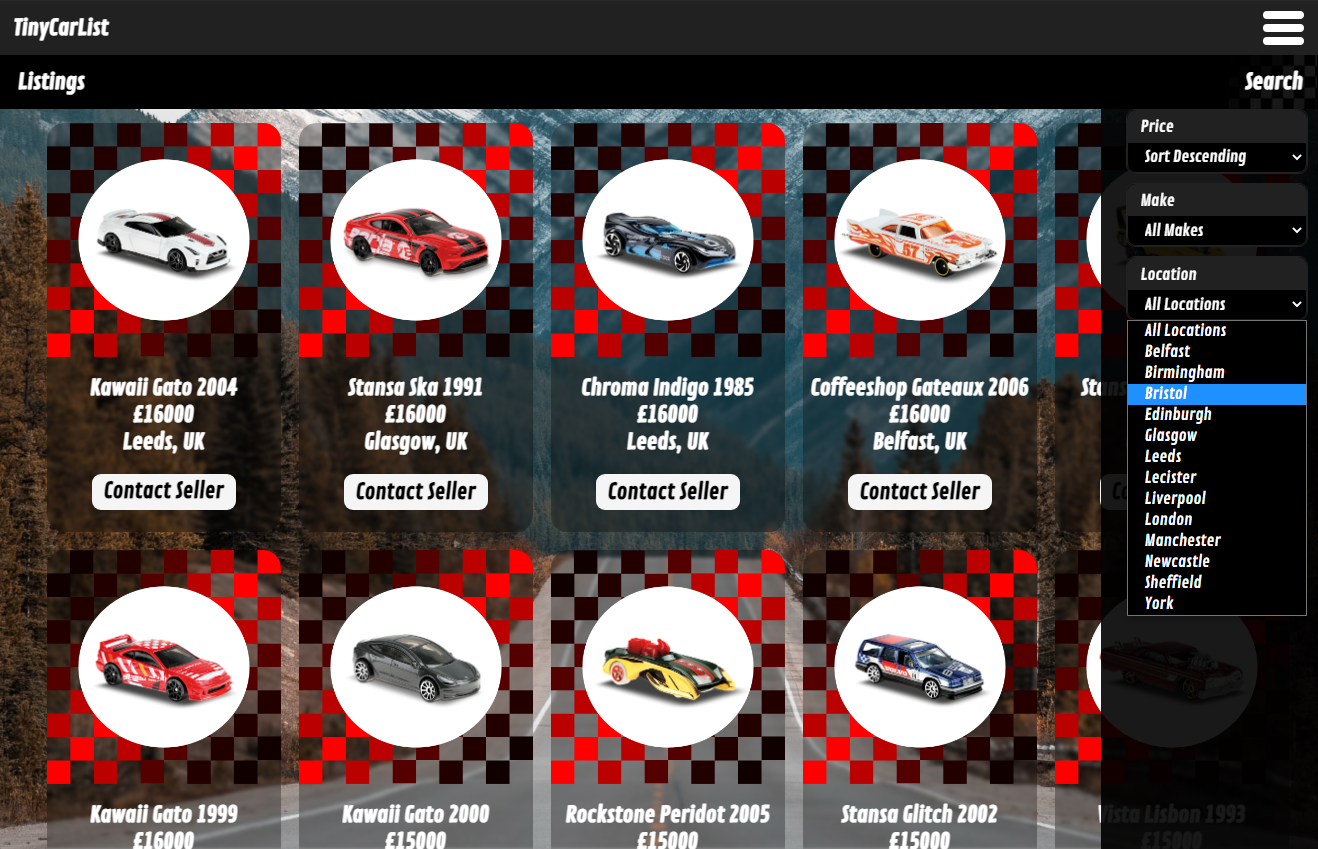 TinyCarList
Listings
Search
Kawaii Gato 2004
£16000
Leeds, UK
Contact Seller
Stansa Ska 1991
£16000
Glasgow, UK
Contact Seller
Chroma Indigo 1985
£16000
Leeds, UK
Contact Seller
Coffeeshop Gateaux 2006
£16000
Belfast, UK
Contact Seller
Kawaii Gato 1999
£16000
Kawaii Gato 2000
£15000
Rockstone Peridot 2005
£15000
Stansa Glitch 2002
£15000
Vista Lisbon 1993
£15000
Price
Sort Descending
Make
All Makes
Location
All Locations
All Locations
Belfast
Birmingham
Bristol
Edinburgh
Glasgow
Leeds
Lecister
Liverpool
London
Manchester
Newcastle
Sheffield
York